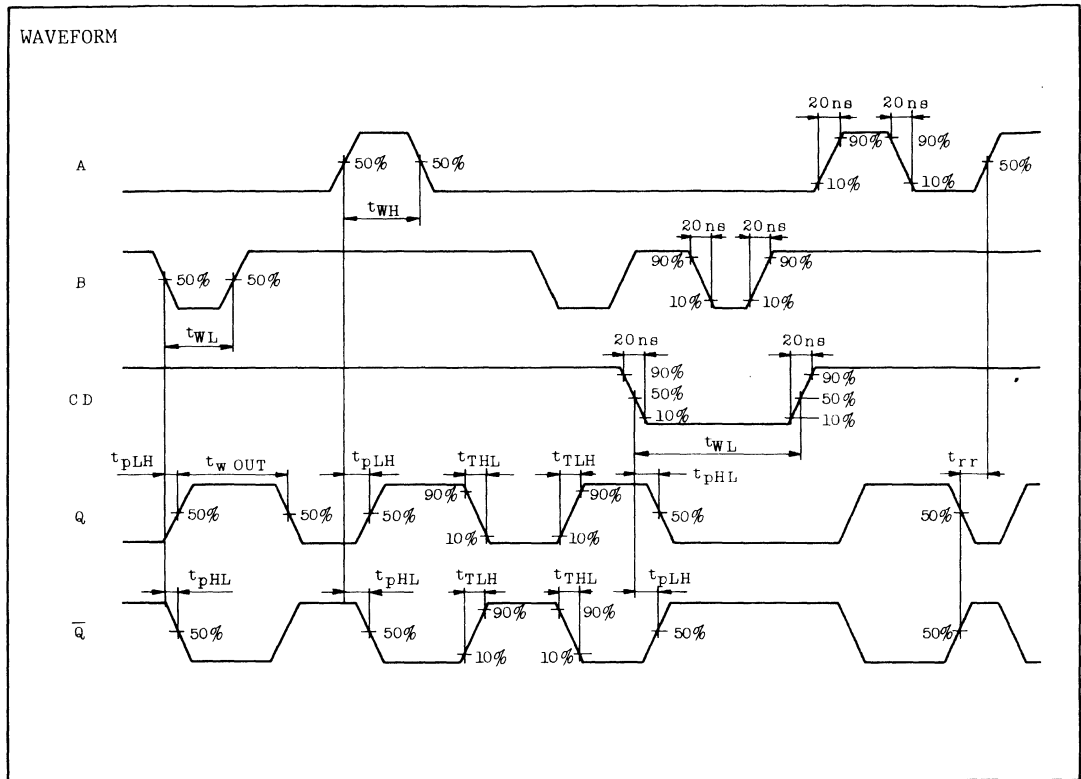 WAVEFORM
20ns 20ns
A 50% 50% 90% 90% 50%
10% 10%
tWH
20ns 20ns
B 50% 50% 90% 90%
10% 10%
tWL
20ns 20ns
CD 90% 90%
50% 50%
10% 10%
tWL
tpLH tw OUT tpLH tTHL tTLH tpHL trr
Q 50% 50% 50% 90% 90% 50% 50%
10% 10%
tpHL tpHL tTLH tTHL tpLH
Q̅ 50% 50% 90% 90% 50% 50%
10% 10%